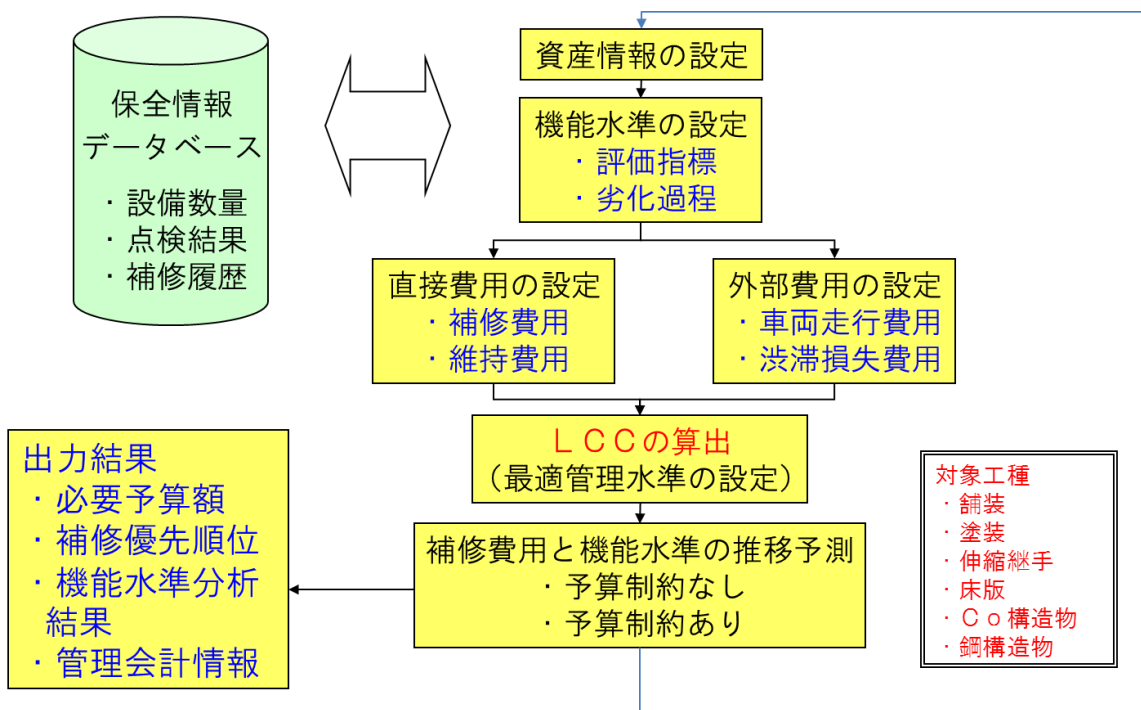 保全情報
データベース
・設備数量
・点検結果
・補修履歴
資産情報の設定
機能水準の設定
・評価指標
・劣化過程
直接費用の設定
・補修費用
・維持費用
外部費用の設定
・車両走行費用
・渋滞損失費用
ＬＣＣの算出
（最適管理水準の設定）
補修費用と機能水準の推移予測
・予算制約なし
・予算制約あり
出力結果
・必要予算額
・補修優先順位
・機能水準分析
結果
・管理会計情報
対象工種
・舗装
・塗装
・伸縮継手
・床版
・Ｃｏ構造物
・鋼構造物